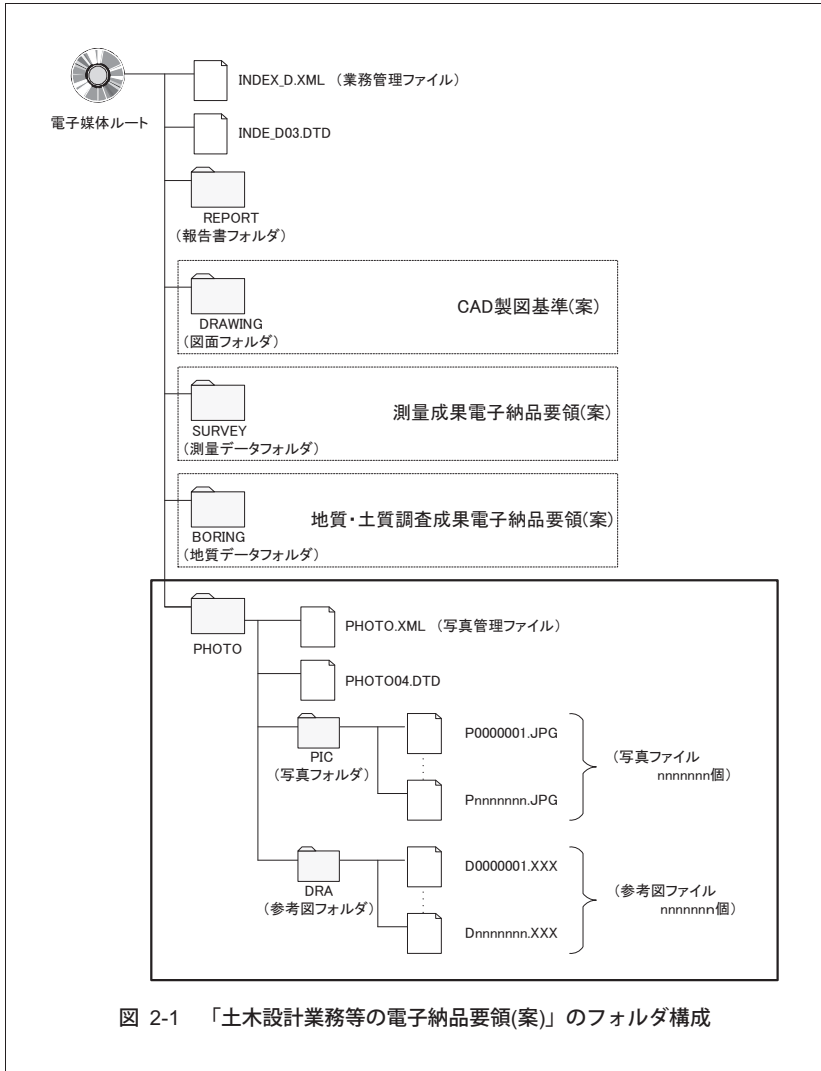 INDEX_D.XML （業務管理ファイル）
電子媒体ルート
INDE_D03.DTD
REPORT
（報告書フォルダ）
CAD製図基準(案)
DRAWING
（図面フォルダ）
測量成果電子納品要領(案)
SURVEY
（測量データフォルダ）
地質・土質調査成果電子納品要領(案)
BORING
（地質データフォルダ）
PHOTO
PHOTO.XML （写真管理ファイル）
PHOTO04.DTD
PIC
（写真フォルダ）
P0000001.JPG
Pnnnnnnn.JPG
（写真ファイル
nnnnnnn個）
DRA
（参考図フォルダ）
D0000001.XXX
Dnnnnnnn.XXX
（参考図ファイル
nnnnnnn個）
図 2-1 「土木設計業務等の電子納品要領(案)」のフォルダ構成